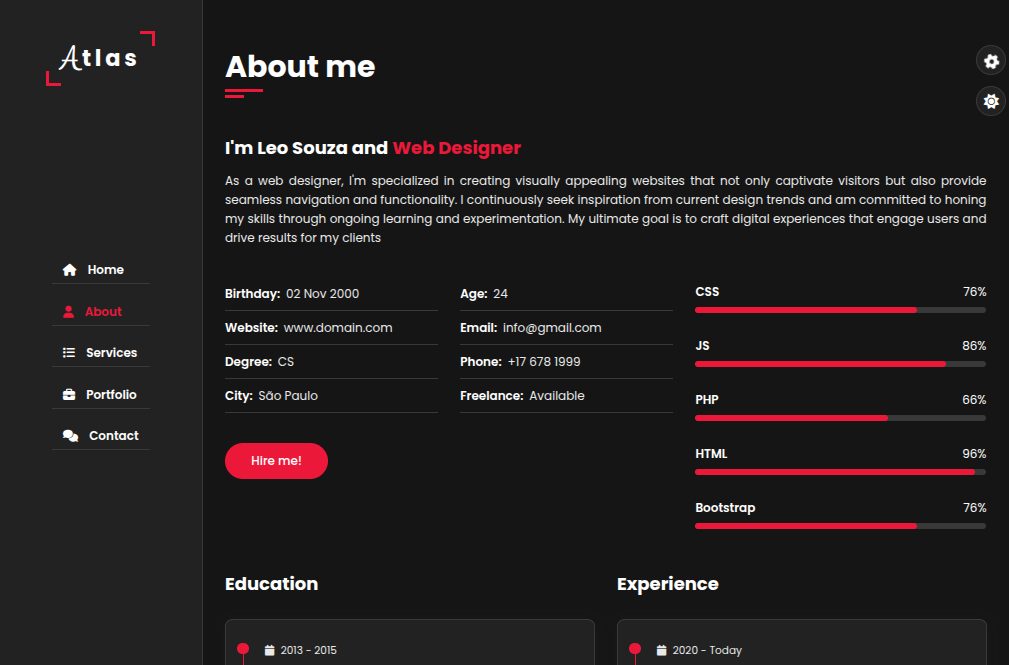 Atlas
Home
About
Services
Portfolio
Contact
About me
I'm Leo Souza and Web Designer
As a web designer, I'm specialized in creating visually appealing websites that not only captivate visitors but also provide
seamless navigation and functionality. I continuously seek inspiration from current design trends and am committed to honing
my skills through ongoing learning and experimentation. My ultimate goal is to craft digital experiences that engage users and
drive results for my clients
Birthday: 02 Nov 2000
Age: 24
Website: www.domain.com
Email: info@gmail.com
Degree: CS
Phone: +17 678 1999
City: São Paulo
Freelance: Available
Hire me!
CSS 76%
JS 86%
PHP 66%
HTML 96%
Bootstrap 76%
Education
2013 - 2015
Experience
2020 - Today